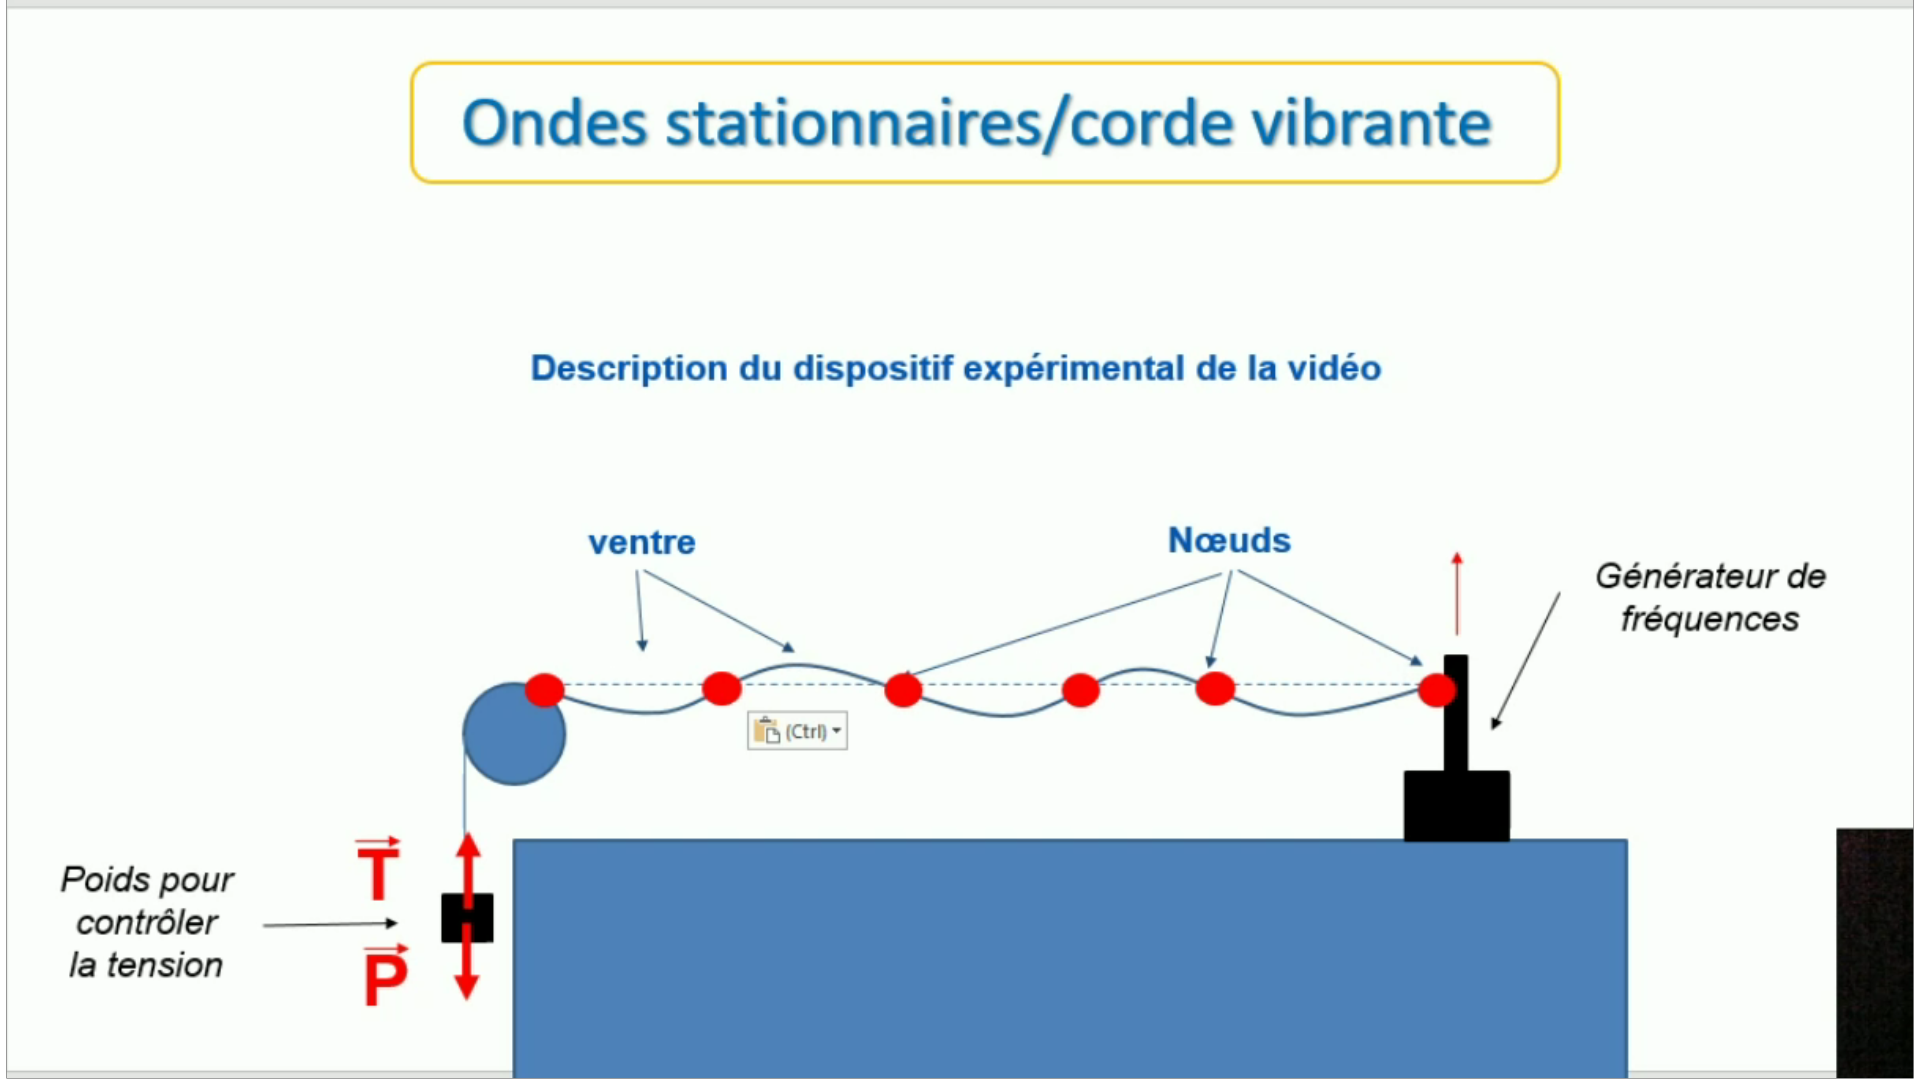 Ondes stationnaires/corde vibrante
Description du dispositif expérimental de la vidéo
ventre
Nœuds
Générateur de
fréquences
(Ctrl)
Poids pour
contrôler
la tension
T
P